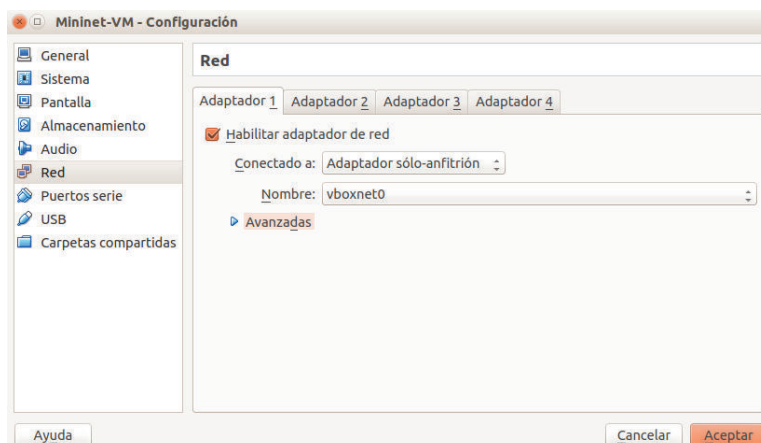 Mininet-VM - Configuración
General
Sistema
Pantalla
Almacenamiento
Audio
Red
Puertos serie
USB
Carpetas compartidas
Red
Adaptador 1 Adaptador 2 Adaptador 3 Adaptador 4
Habilitar adaptador de red
Conectado a: Adaptador sólo-anfitrión
Nombre: vboxnet0
Avanzadas
Ayuda Cancelar Aceptar